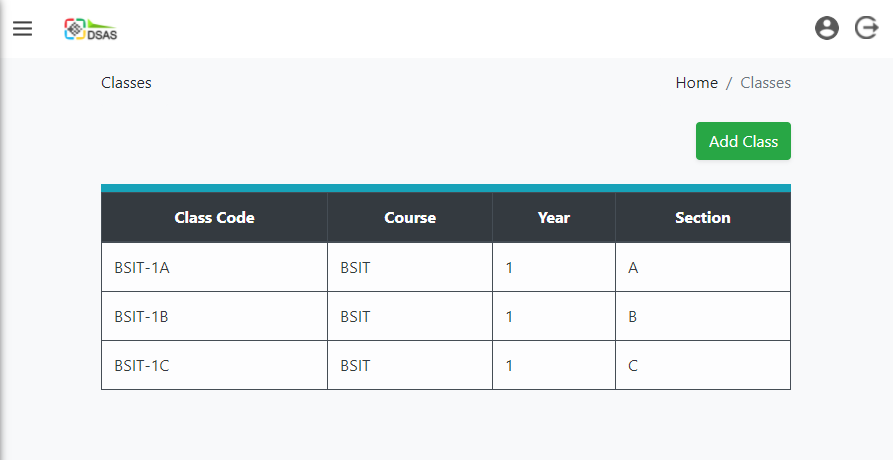 DSAS
Classes
Home / Classes
Add Class
Class Code Course Year Section
BSIT-1A BSIT 1 A
BSIT-1B BSIT 1 B
BSIT-1C BSIT 1 C